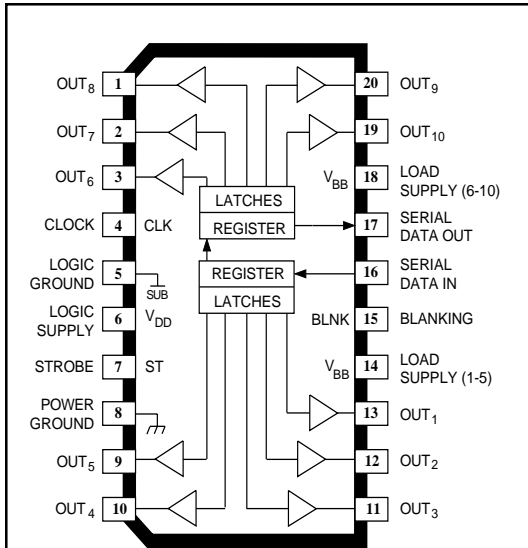 OUT8 1
OUT7 2
OUT6 3
CLOCK 4 CLK
LOGIC
GROUND 5 SUB
LOGIC
SUPPLY 6 VDD
STROBE 7 ST
POWER
GROUND 8
OUT5 9
OUT4 10
LATCHES
REGISTER
REGISTER
LATCHES
20 OUT9
19 OUT10
VBB 18 LOAD
SUPPLY (6-10)
17 SERIAL
DATA OUT
16 SERIAL
DATA IN
BLNK 15 BLANKING
VBB 14 LOAD
SUPPLY (1-5)
13 OUT1
12 OUT2
11 OUT3